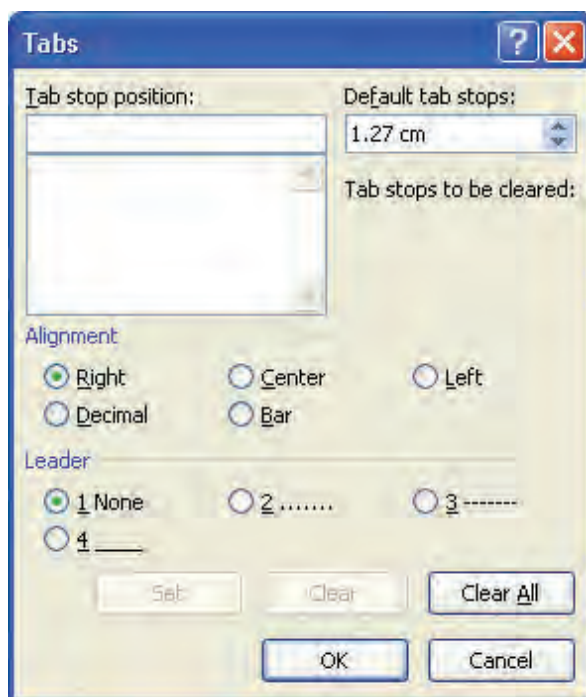 Tabs
Tab stop position: Default tab stops:
1.27 cm
Tab stops to be cleared:
Alignment
Right Center Left
Decimal Bar
Leader
1 None 2 ....... 3 -------
4 ____
Set Clear Clear All
OK Cancel